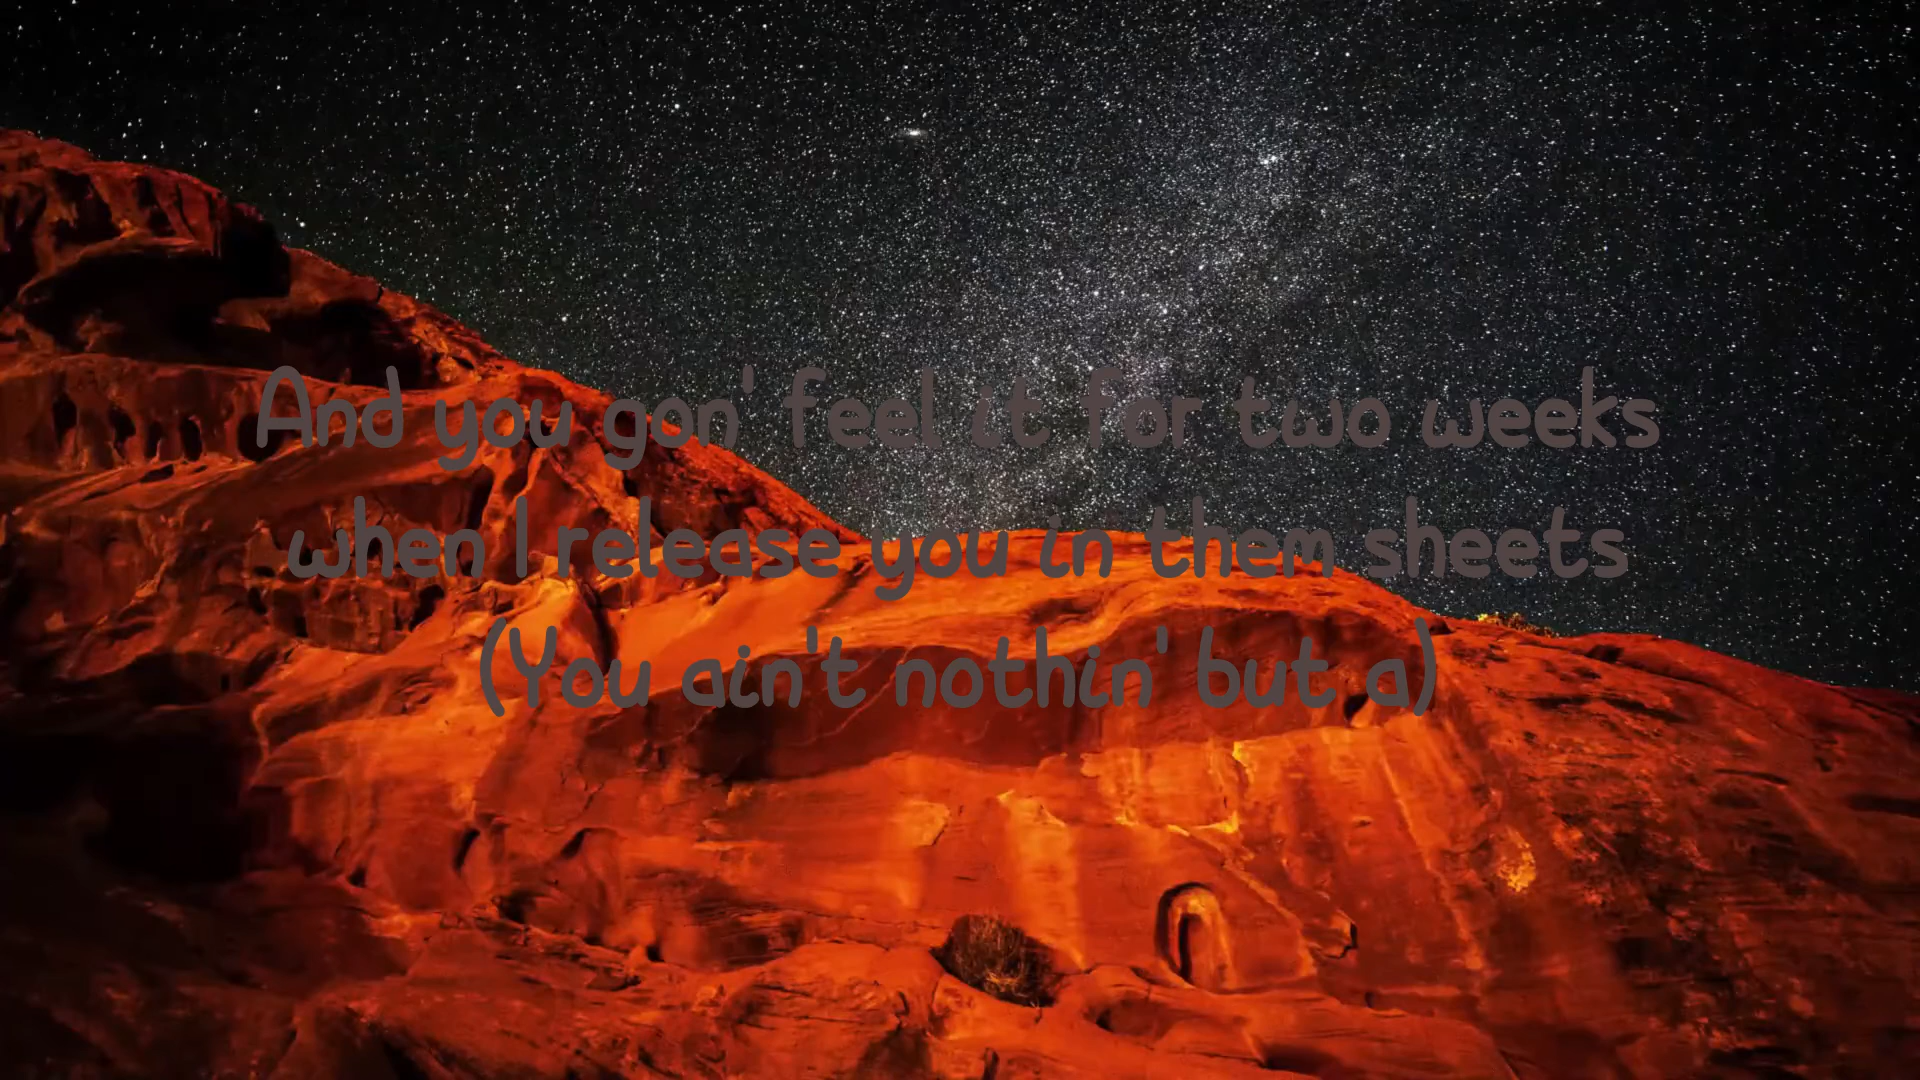 And you gon' feel it for two weeks
when I release you in them sheets
(You ain't nothin' but a)